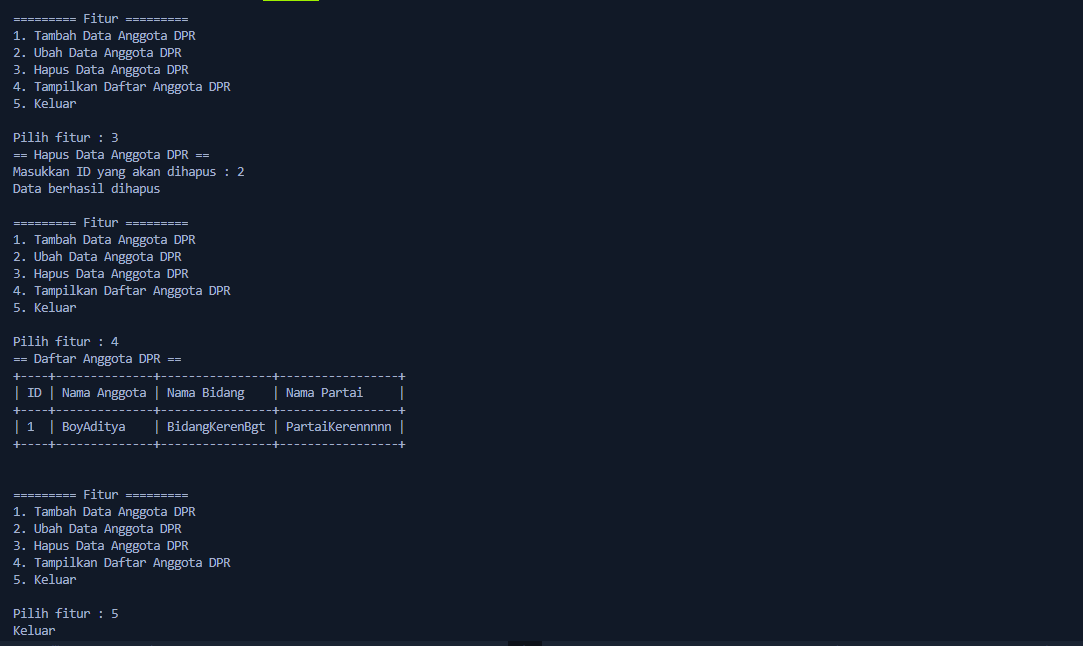 ========= Fitur =========
1. Tambah Data Anggota DPR
2. Ubah Data Anggota DPR
3. Hapus Data Anggota DPR
4. Tampilkan Daftar Anggota DPR
5. Keluar
Pilih fitur : 3
== Hapus Data Anggota DPR ==
Masukkan ID yang akan dihapus : 2
Data berhasil dihapus
========= Fitur =========
1. Tambah Data Anggota DPR
2. Ubah Data Anggota DPR
3. Hapus Data Anggota DPR
4. Tampilkan Daftar Anggota DPR
5. Keluar
Pilih fitur : 4
== Daftar Anggota DPR ==
+----+--------------+----------------+-----------------+
| ID | Nama Anggota | Nama Bidang    | Nama Partai     |
+----+--------------+----------------+-----------------+
| 1  | BoyAditya    | BidangKerenBgt | PartaiKerennnnn |
+----+--------------+----------------+-----------------+
========= Fitur =========
1. Tambah Data Anggota DPR
2. Ubah Data Anggota DPR
3. Hapus Data Anggota DPR
4. Tampilkan Daftar Anggota DPR
5. Keluar
Pilih fitur : 5
Keluar